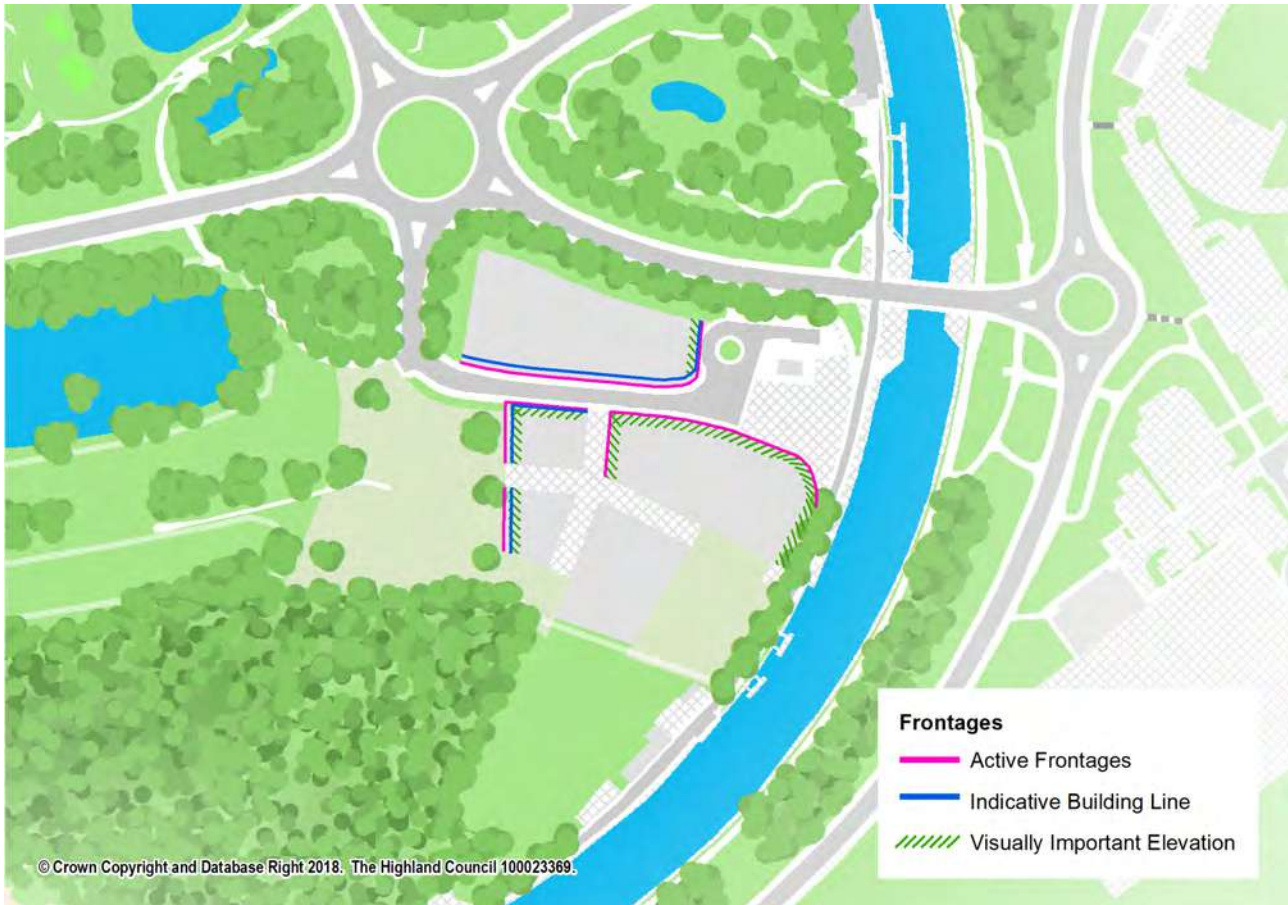 Frontages
Active Frontages
Indicative Building Line
Visually Important Elevation
© Crown Copyright and Database Right 2018. The Highland Council 100023369.